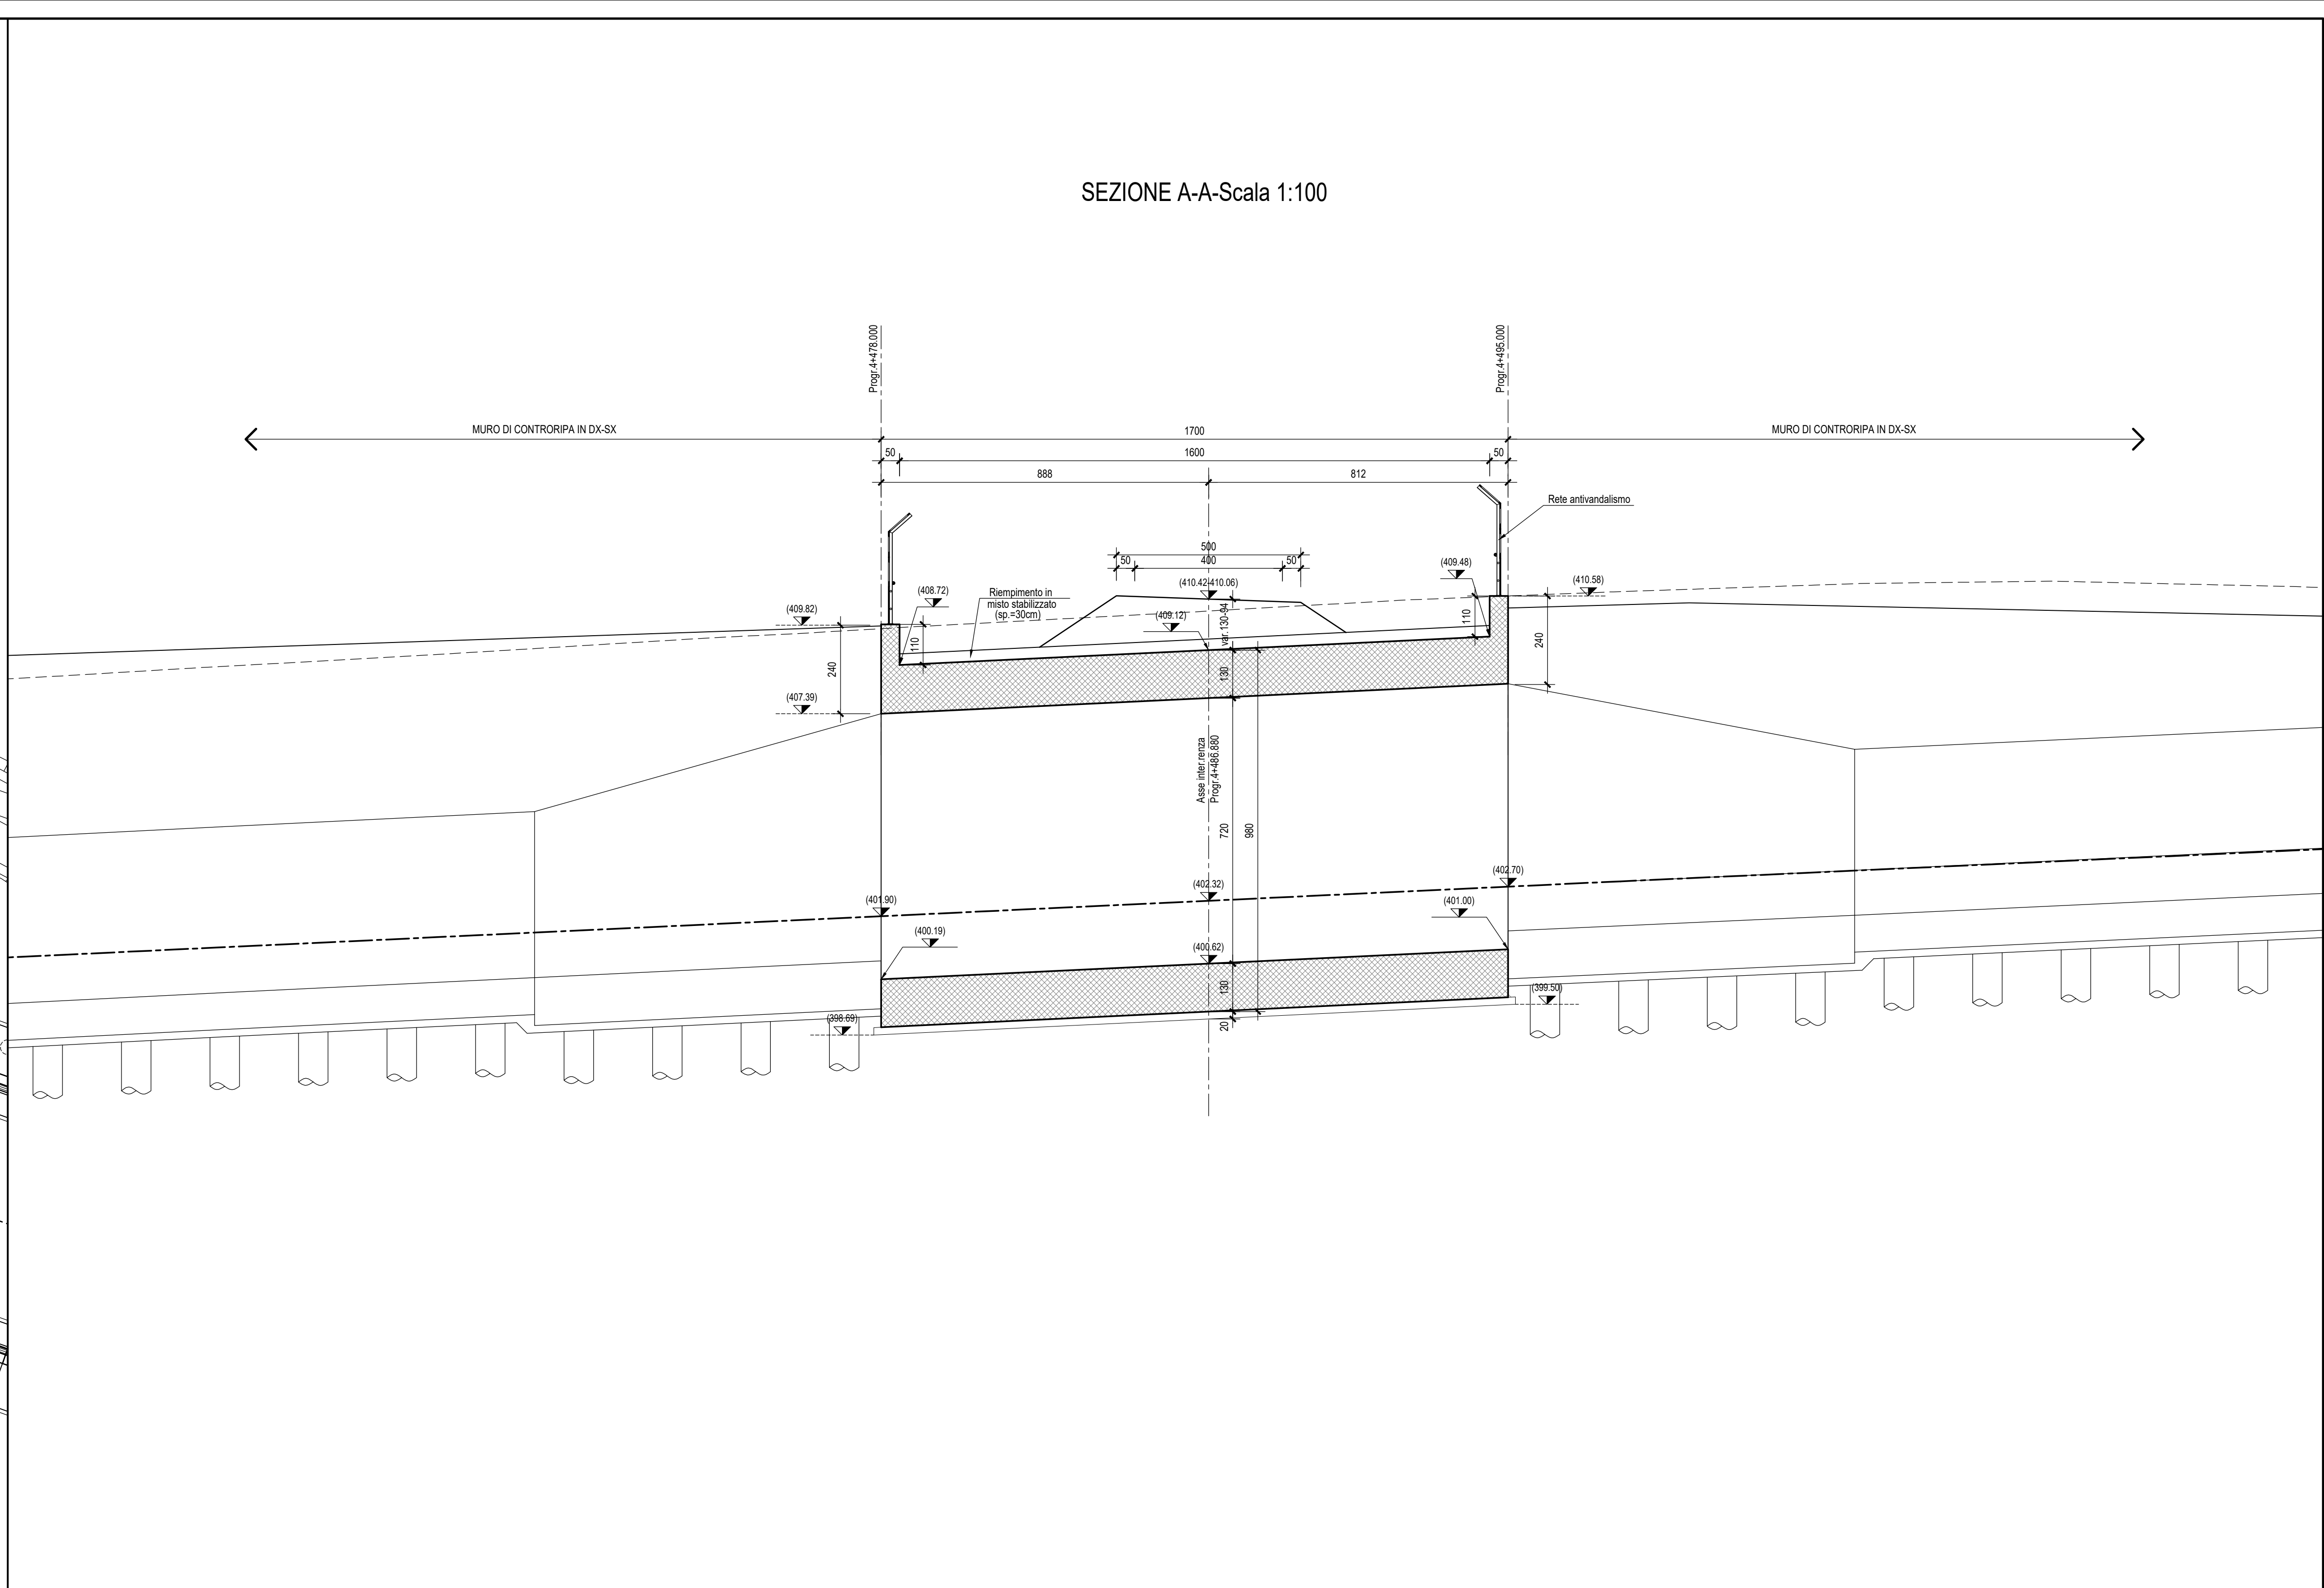 SEZIONE A-A-Scala 1:100
Progr.4+478.000
Progr.4+495.000
MURO DI CONTRORIPA IN DX-SX
1700
MURO DI CONTRORIPA IN DX-SX
50
1600
50
888
812
Rete antivandalismo
500
50
400
50
(409.48)
(410.42-410.06)
(410.58)
(408.72)
Riempimento in
misto stabilizzato
(sp.=30cm)
(409.82)
(409.12)
var.130-94
110
110
240
240
130
(407.39)
Asse inter.renza
Progr.4+486.880
720
980
(402.70)
(402.32)
(401.90)
(401.00)
(400.19)
(400.62)
130
(399.50)
(398.69)
20